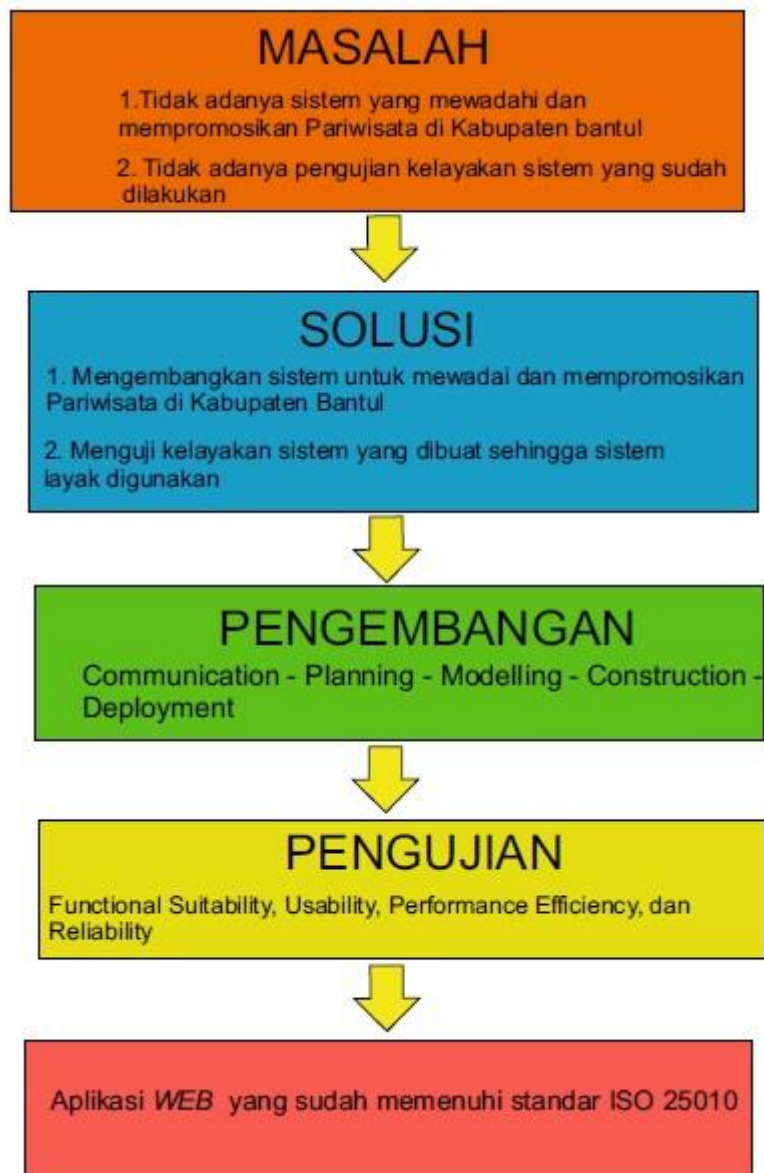 MASALAH
1.Tidak adanya sistem yang mewadahi dan
mempromosikan Pariwisata di Kabupaten bantul
2. Tidak adanya pengujian kelayakan sistem yang sudah
dilakukan
SOLUSI
1. Mengembangkan sistem untuk mewadai dan mempromosikan
Pariwisata di Kabupaten Bantul
2. Menguji kelayakan sistem yang dibuat sehingga sistem
layak digunakan
PENGEMBANGAN
Communication - Planning - Modelling - Construction -
Deployment
PENGUJIAN
Functional Suitability, Usability, Performance Efficiency, dan
Reliability
Aplikasi WEB yang sudah memenuhi standar ISO 25010